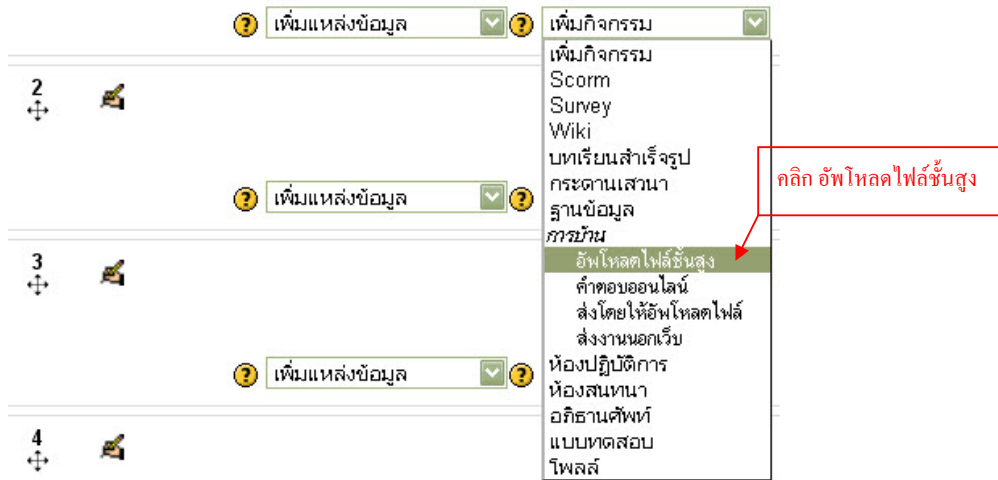 เพิ่มแหล่งข้อมูล เพิ่มกิจกรรม
เพิ่มกิจกรรม
Scorm
Survey
Wiki
บทเรียนสำเร็จรูป
กระดานเสวนา
ฐานข้อมูล
การบ้าน
อัพโหลดไฟล์ชั้นสูง
คำตอบออนไลน์
ส่งโดยให้อัพโหลดไฟล์
ส่งงานนอกเว็บ
ห้องปฏิบัติการ
ห้องสนทนา
อภิธานศัพท์
แบบทดสอบ
โพลล์
คลิก อัพโหลดไฟล์ชั้นสูง
2
เพิ่มแหล่งข้อมูล
3
เพิ่มแหล่งข้อมูล
4